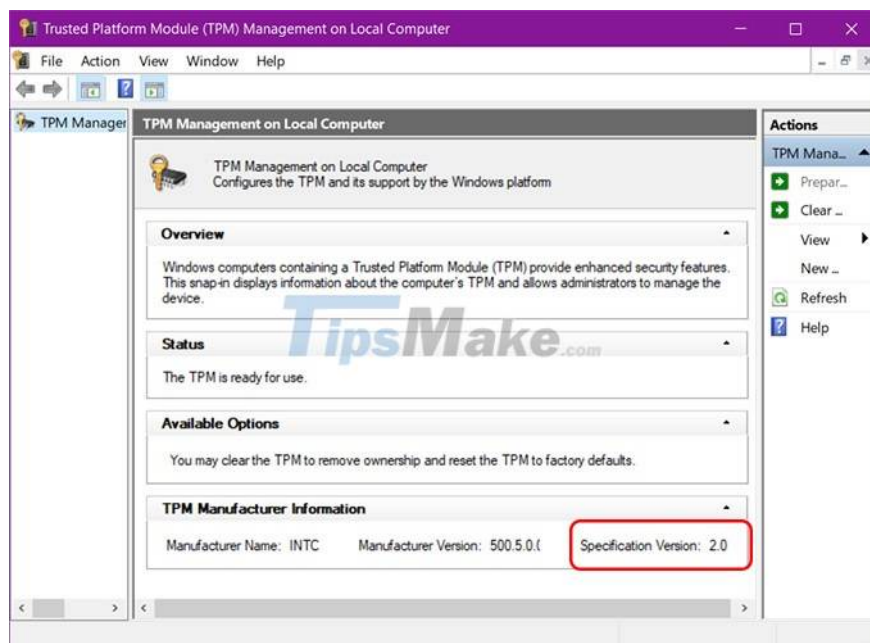 Trusted Platform Module (TPM) Management on Local Computer
File Action View Window Help
TPM Manager
TPM Management on Local Computer
TPM Management on Local Computer
Configures the TPM and its support by the Windows platform
Overview
Windows computers containing a Trusted Platform Module (TPM) provide enhanced security features.
This snap-in displays information about the computer's TPM and allows administrators to manage the
device.
TipsMake.com
Status
The TPM is ready for use.
Available Options
You may clear the TPM to remove ownership and reset the TPM to factory defaults.
TPM Manufacturer Information
Manufacturer Name: INTC Manufacturer Version: 500.5.0.( Specification Version: 2.0
Actions
TPM Mana...
Prepar...
Clear ...
View
New ...
Refresh
Help